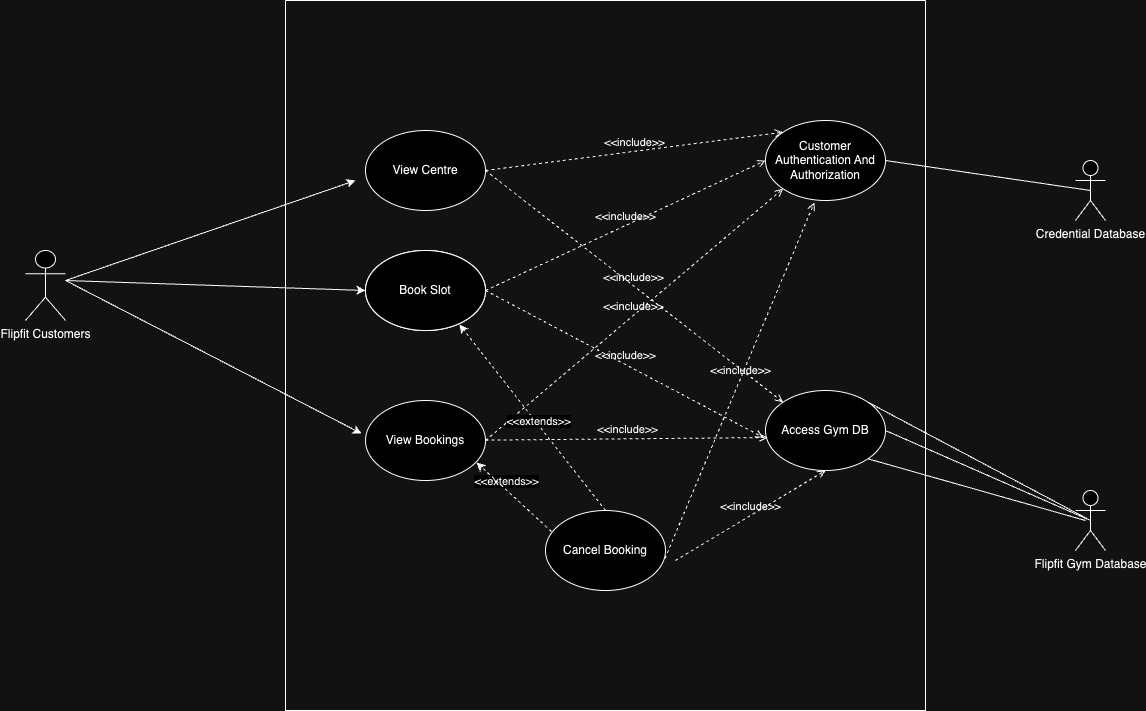 Customer
Authentication And
Authorization
<<include>>
View Centre
<<include>>
Credential Database
<<include>>
Book Slot
<<include>>
Flipfit Customers
<<include>>
<<include>>
<<extends>>
<<include>>
Access Gym DB
View Bookings
<<extends>>
<<include>>
Cancel Booking
Flipfit Gym Database